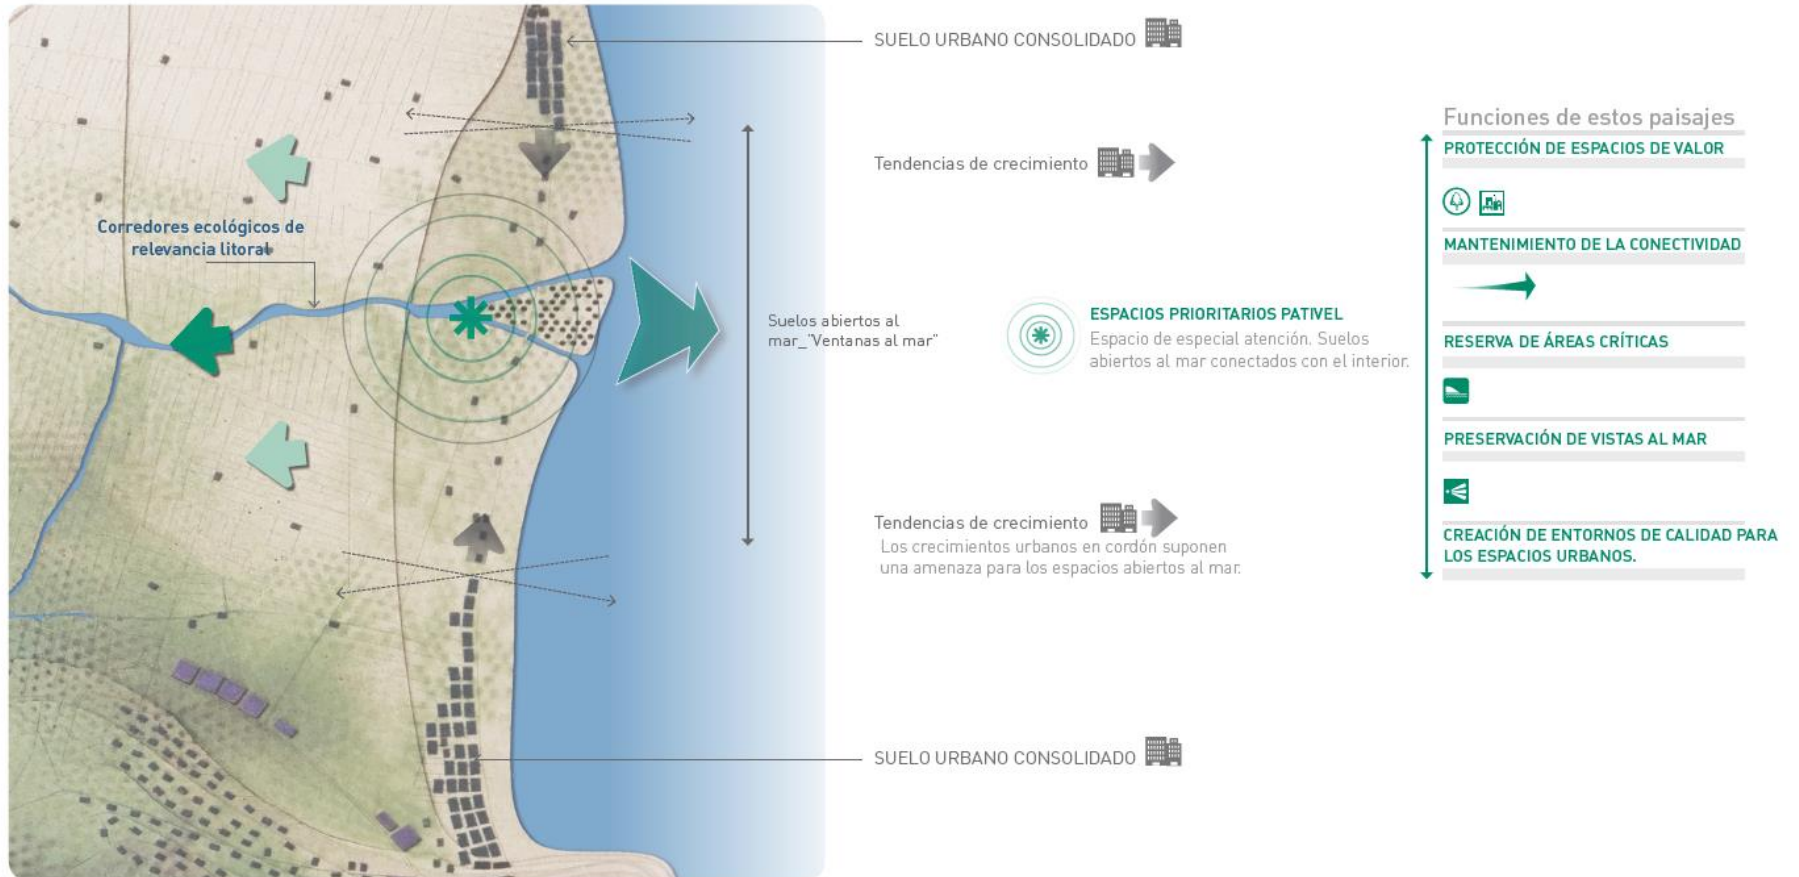 SUELO URBANO CONSOLIDADO
Tendencias de crecimiento
Corredores ecológicos de
relevancia litoral
Suelos abiertos al
mar_"Ventanas al mar"
ESPACIOS PRIORITARIOS PATIVEL
Espacio de especial atención. Suelos
abiertos al mar conectados con el interior.
Tendencias de crecimiento
Los crecimientos urbanos en cordón suponen
una amenaza para los espacios abiertos al mar.
SUELO URBANO CONSOLIDADO
Funciones de estos paisajes
PROTECCIÓN DE ESPACIOS DE VALOR
MANTENIMIENTO DE LA CONECTIVIDAD
RESERVA DE ÁREAS CRÍTICAS
PRESERVACIÓN DE VISTAS AL MAR
CREACIÓN DE ENTORNOS DE CALIDAD PARA
LOS ESPACIOS URBANOS.